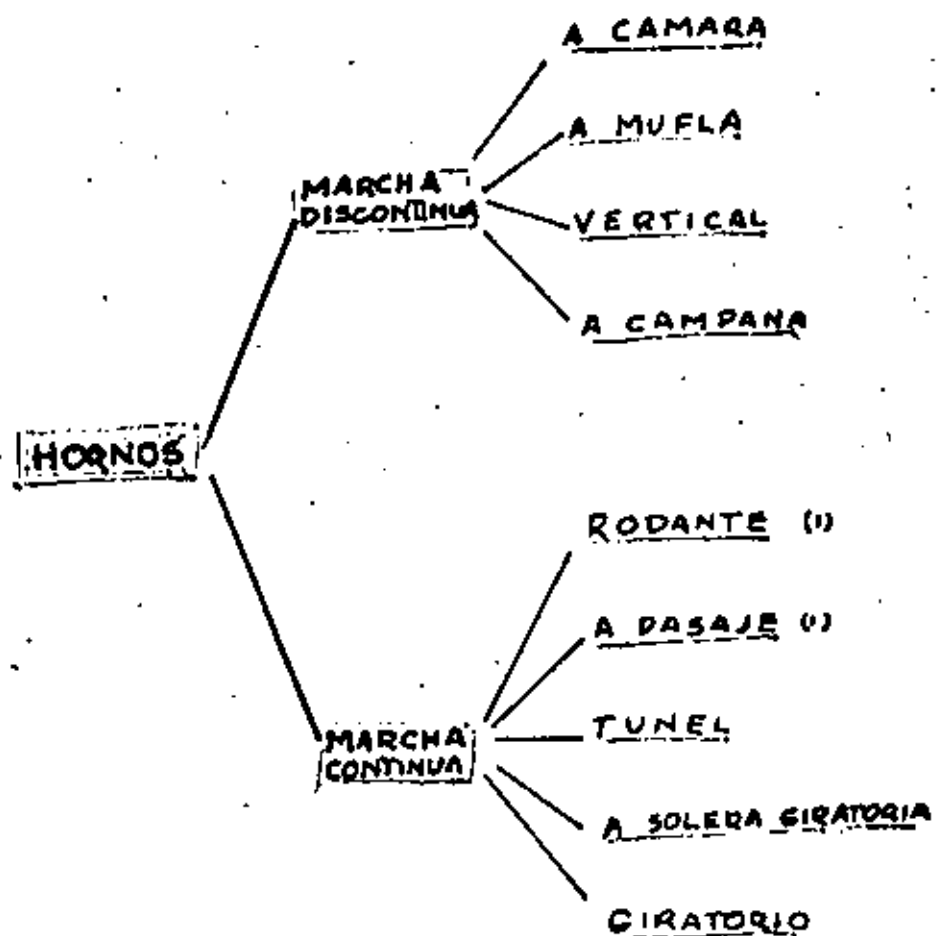 A CAMARA
A MUFLA
MARCHA
DISCONTINUA
VERTICAL
A CAMPANA
HORNOS
RODANTE (1)
A PASAJE (1)
TUNEL
MARCHA
CONTINUA
A SOLERA GIRATORIA
GIRATORIO